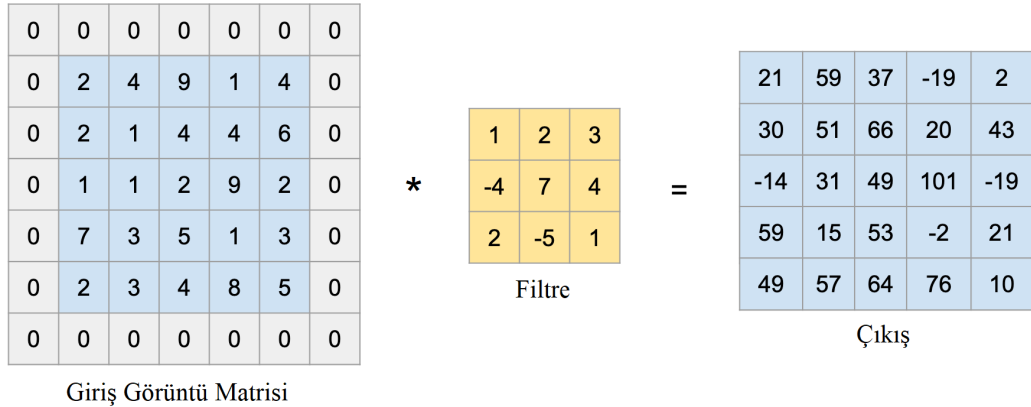 0 0 0 0 0 0 0
0 2 4 9 1 4 0
0 2 1 4 4 6 0
0 1 1 2 9 2 0
0 7 3 5 1 3 0
0 2 3 4 8 5 0
0 0 0 0 0 0 0
Giriş Görüntü Matrisi
*
1 2 3
-4 7 4
2 -5 1
Filtre
=
21 59 37 -19 2
30 51 66 20 43
-14 31 49 101 -19
59 15 53 -2 21
49 57 64 76 10
Çıkış